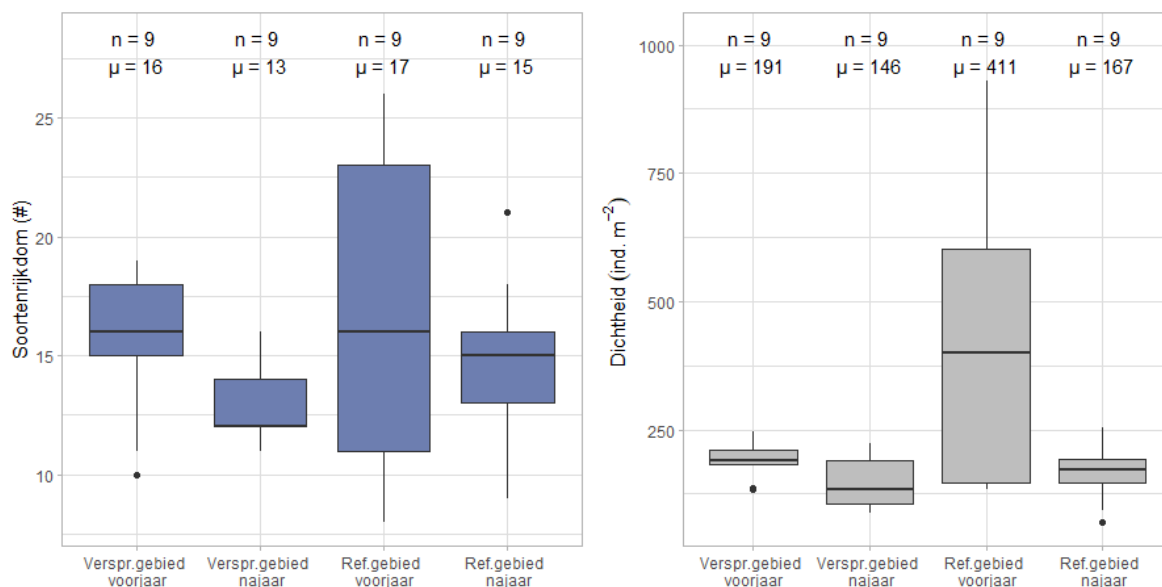 n = 9 n = 9 n = 9 n = 9
μ = 16 μ = 13 μ = 17 μ = 15
25
20
15
10
Soortenrijkdom (#)
Verspr.gebied Verspr.gebied Ref.gebied Ref.gebied
voorjaar najaar voorjaar najaar
n = 9 n = 9 n = 9 n = 9
μ = 191 μ = 146 μ = 411 μ = 167
1000
750
500
250
Dichtheid (ind. m⁻²)
Verspr.gebied Verspr.gebied Ref.gebied Ref.gebied
voorjaar najaar voorjaar najaar